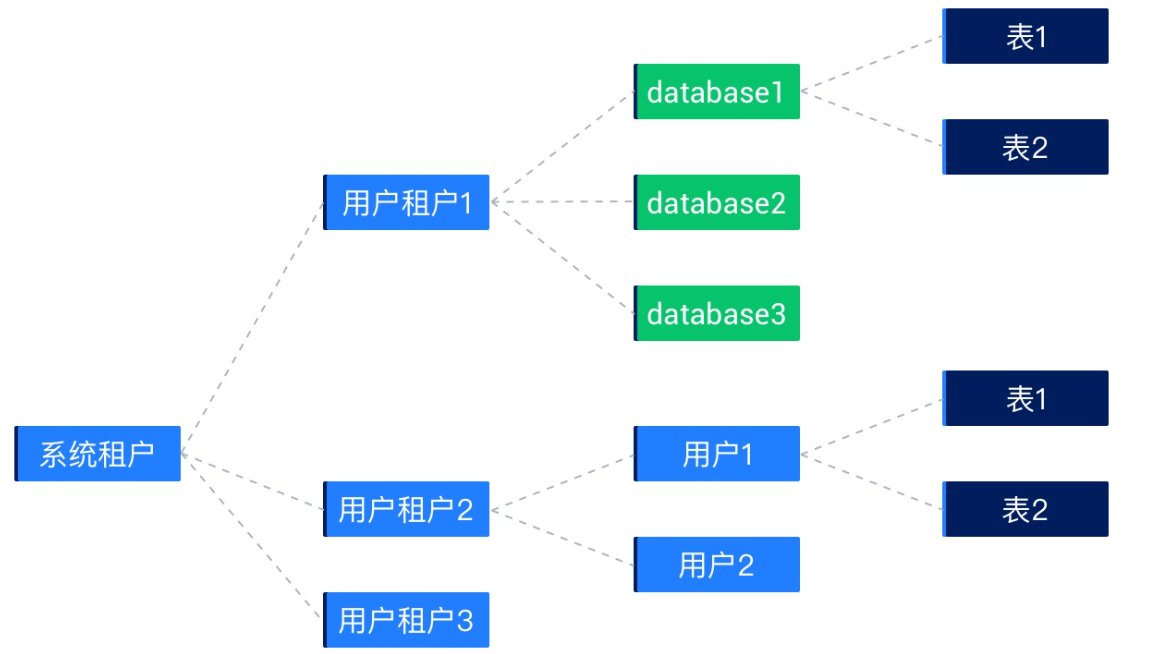 表1
database1
表2
用户租户1
database2
database3
表1
系统租户
用户1
用户租户2
表2
用户2
用户租户3